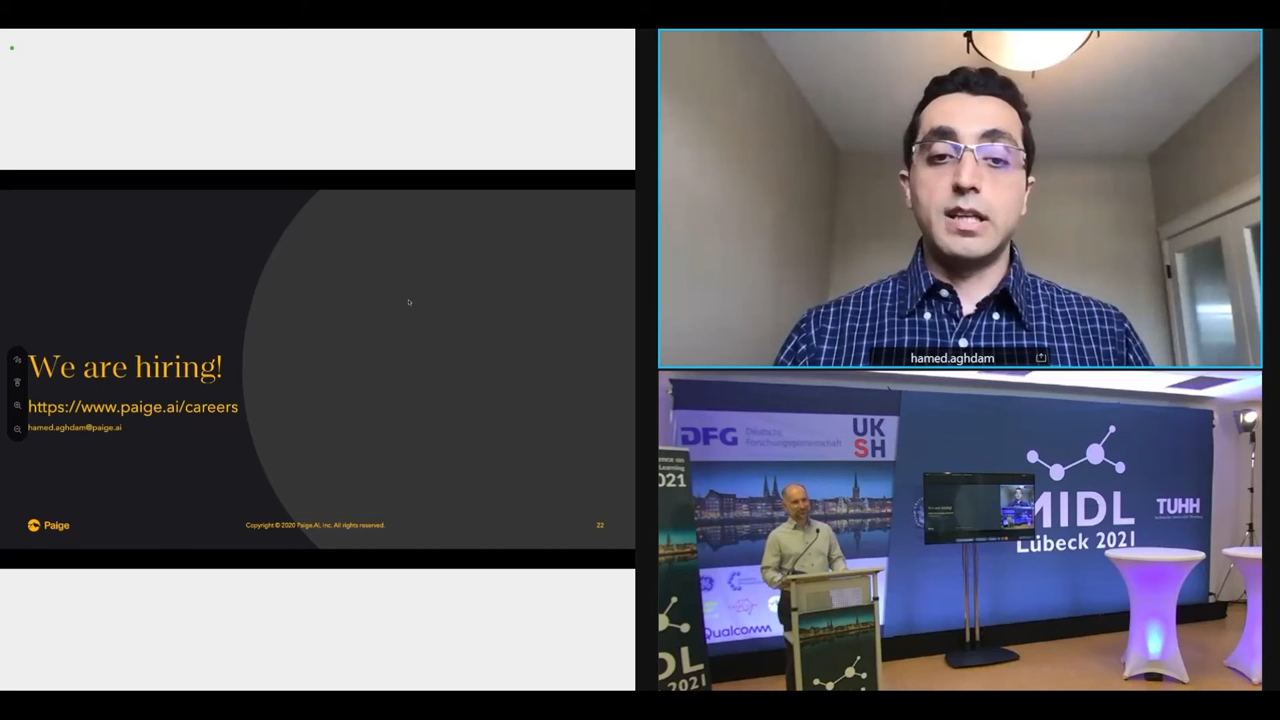 We are hiring!
https://www.paige.ai/careers
hamed.aghdam@paige.ai
Paige
Copyright © 2020 Paige.AI, Inc. All rights reserved.
22
hamed.aghdam
DFG
Deutsche
Forschungsgemeinschaft
UK
SH
Learning
2021
MIDL
Lübeck 2021
TUHH
Qualcomm
DL
2021